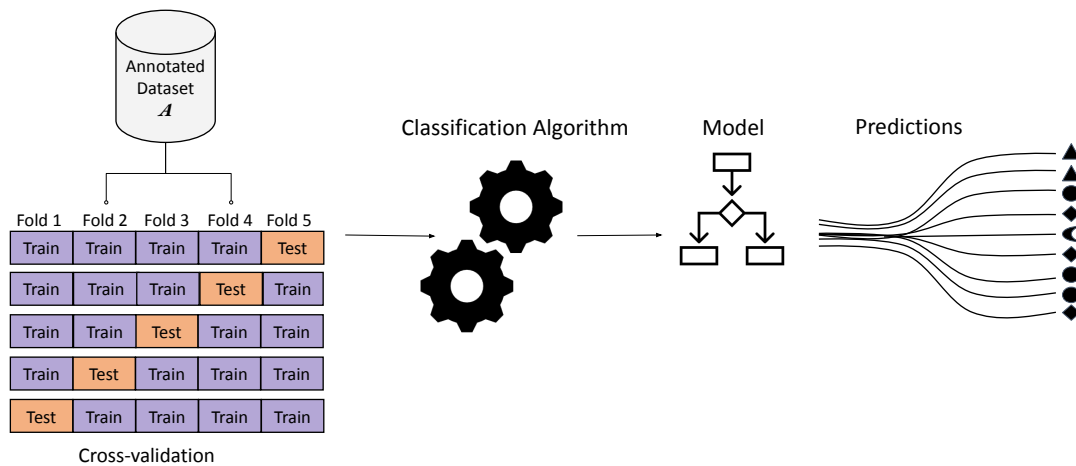 Annotated
Dataset
A
Classification Algorithm
Model
Predictions
Fold 1 Fold 2 Fold 3 Fold 4 Fold 5
Train Train Train Train Test
Train Train Train Test Train
Train Train Test Train Train
Train Test Train Train Train
Test Train Train Train Train
Cross-validation